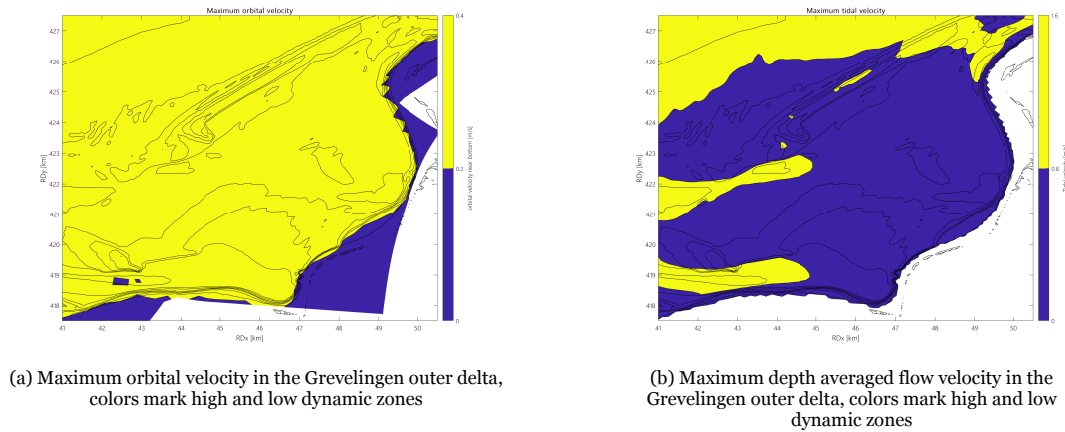 Maximum orbital velocity
427
426
425
424
423
422
421
420
419
418
RDy [km]
41 42 43 44 45 46 47 48 49 50
RDx [km]
0.4
0.2
0
orbital velocity near bottom [m/s]
Maximum tidal velocity
427
426
425
424
423
422
421
420
419
418
RDy [km]
41 42 43 44 45 46 47 48 49 50
RDx [km]
1.6
0.8
0
(a) Maximum orbital velocity in the Grevelingen outer delta,
colors mark high and low dynamic zones
(b) Maximum depth averaged flow velocity in the
Grevelingen outer delta, colors mark high and low
dynamic zones